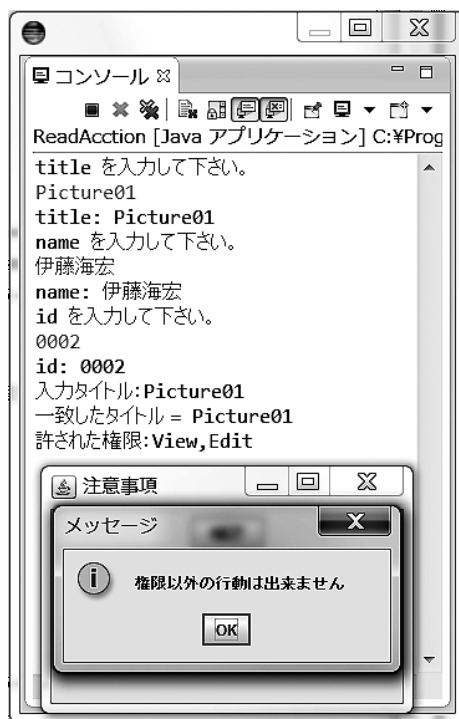 コンソール
ReadAcction [Java アプリケーション] C:¥Prog
title を入力して下さい。
Picture01
title: Picture01
name を入力して下さい。
伊藤海宏
name: 伊藤海宏
id を入力して下さい。
0002
id: 0002
入力タイトル:Picture01
一致したタイトル = Picture01
許された権限:View,Edit
注意事項
メッセージ
権限以外の行動は出来ません
OK